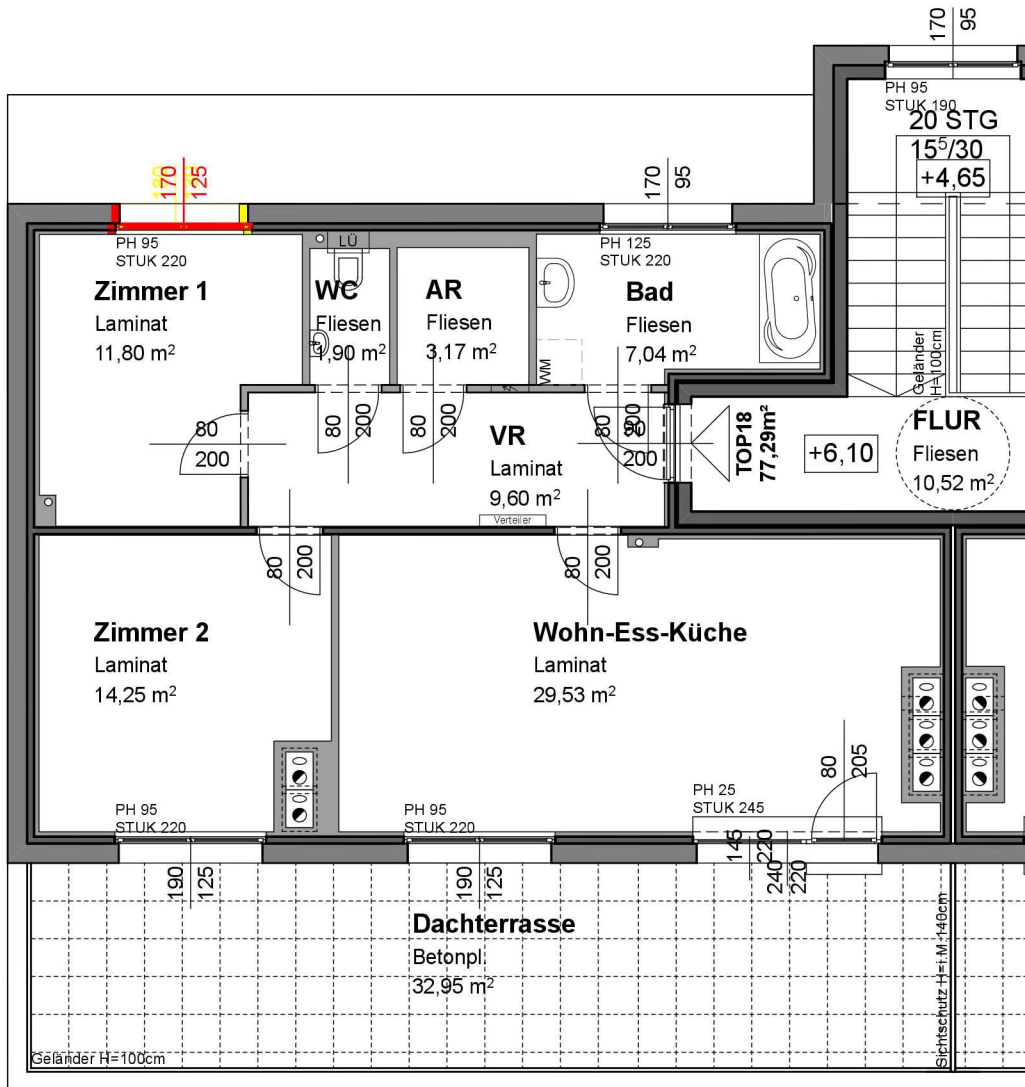 170
95
PH 95
STUK 190
20 STG
15⁵/30
+4,65
170
125
170
95
PH 95
STUK 220
LÜ
PH 125
STUK 220
Zimmer 1
Laminat
11,80 m²
WC
Fliesen
1,90 m²
AR
Fliesen
3,17 m²
Bad
Fliesen
7,04 m²
WM
Geländer
H=100cm
80
200
80
200
80
200
80
200
90
200
VR
Laminat
9,60 m²
Verteiler
TOP18
77,29m²
+6,10
FLUR
Fliesen
10,52 m²
80
200
80
200
Zimmer 2
Laminat
14,25 m²
Wohn-Ess-Küche
Laminat
29,53 m²
80
205
PH 95
STUK 220
PH 95
STUK 220
PH 25
STUK 245
190
125
190
125
145
220
240
220
Dachterrasse
Betonpl.
32,95 m²
Sichtschutz H=i.M.140cm
Geländer H=100cm